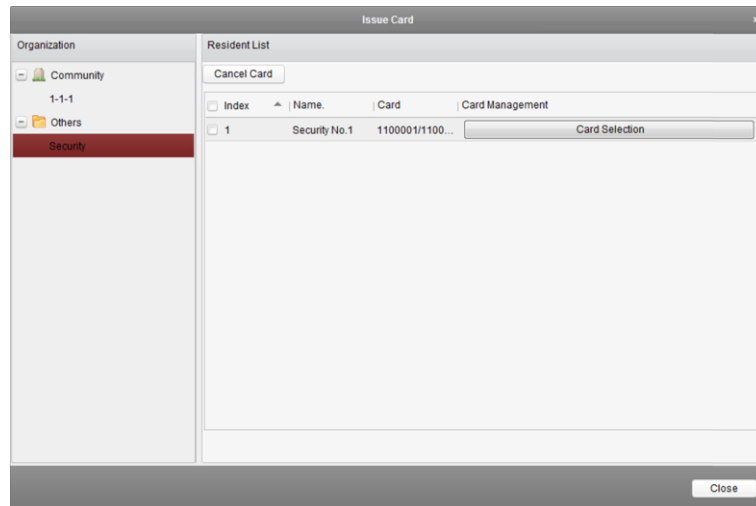 Issue Card
Organization
Community
1-1-1
Others
Security
Resident List
Cancel Card
Index Name. Card Card Management
1 Security No.1 1100001/1100... Card Selection
Close